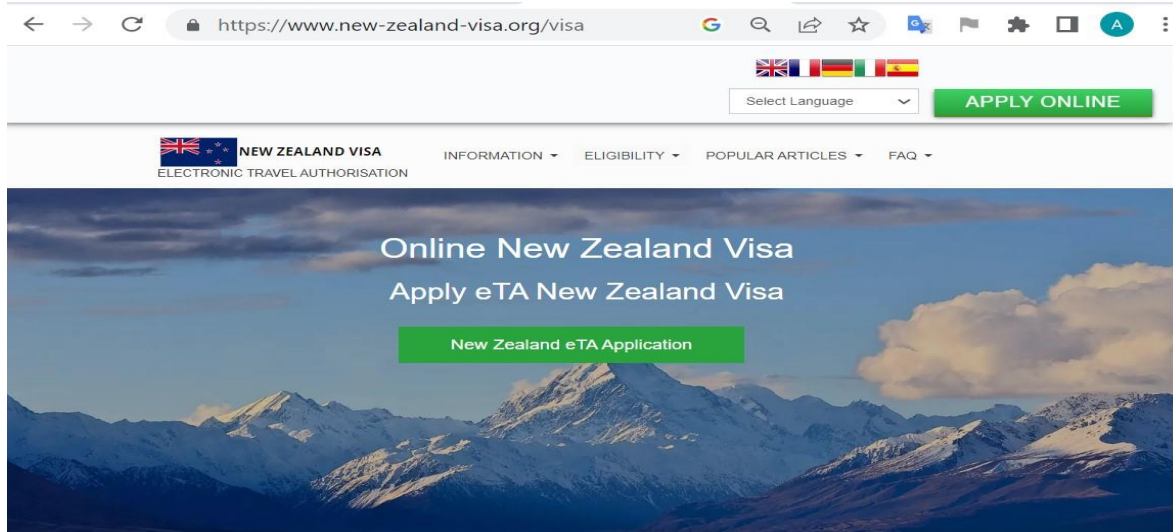 https://www.new-zealand-visa.org/visa
A
Select Language
APPLY ONLINE
NEW ZEALAND VISA
ELECTRONIC TRAVEL AUTHORISATION
INFORMATION ELIGIBILITY POPULAR ARTICLES FAQ
Online New Zealand Visa
Apply eTA New Zealand Visa
New Zealand eTA Application